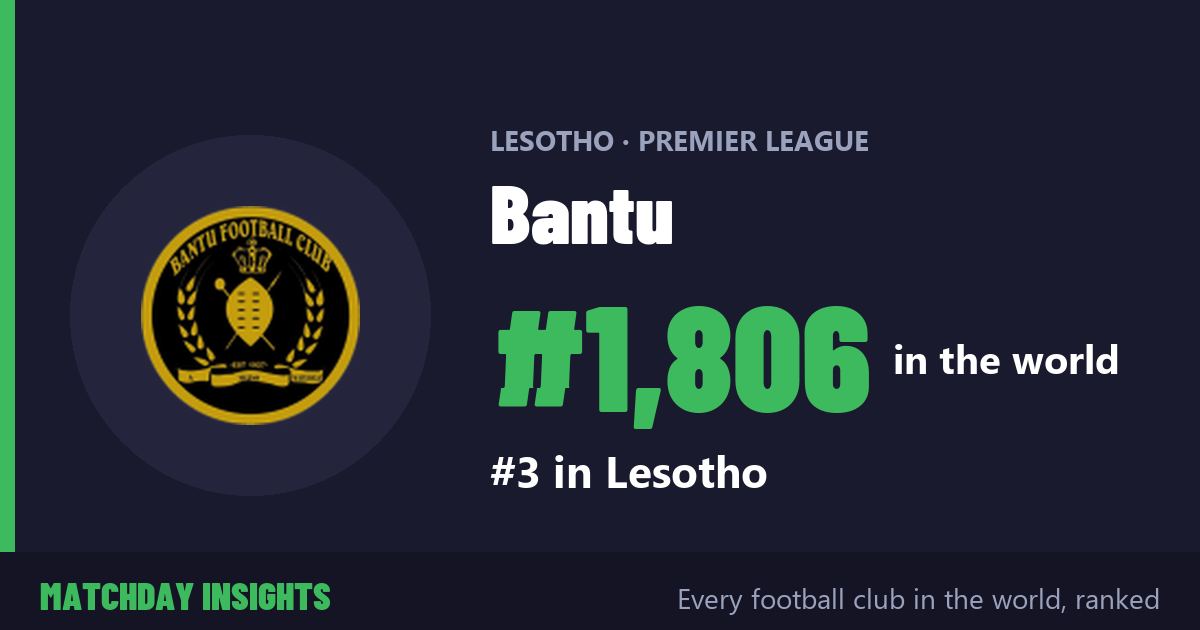 LESOTHO · PREMIER LEAGUE
Bantu
BANTU FOOTBALL CLUB
#1,806 in the world
#3 in Lesotho
MATCHDAY INSIGHTS
Every football club in the world, ranked